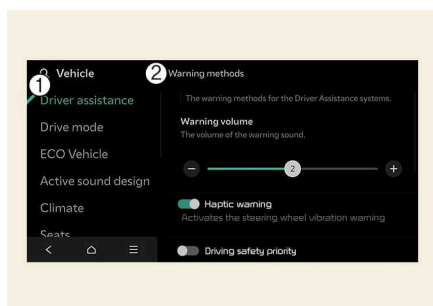 Vehicle
1
2 Warning methods
Driver assistance
The warning methods for the Driver Assistance systems.
Drive mode
Warning volume
The volume of the warning sound.
ECO Vehicle
2
Active sound design
Climate
Haptic warning
Activates the steering wheel vibration warning
Seats
Driving safety priority